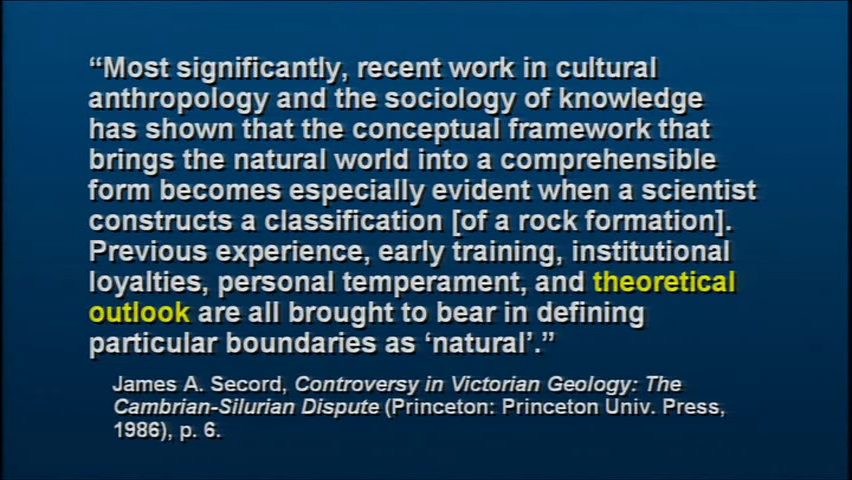 “Most significantly, recent work in cultural
anthropology and the sociology of knowledge
has shown that the conceptual framework that
brings the natural world into a comprehensible
form becomes especially evident when a scientist
constructs a classification [of a rock formation].
Previous experience, early training, institutional
loyalties, personal temperament, and theoretical
outlook are all brought to bear in defining
particular boundaries as ‘natural’.”
James A. Secord, Controversy in Victorian Geology: The
Cambrian-Silurian Dispute (Princeton: Princeton Univ. Press,
1986), p. 6.